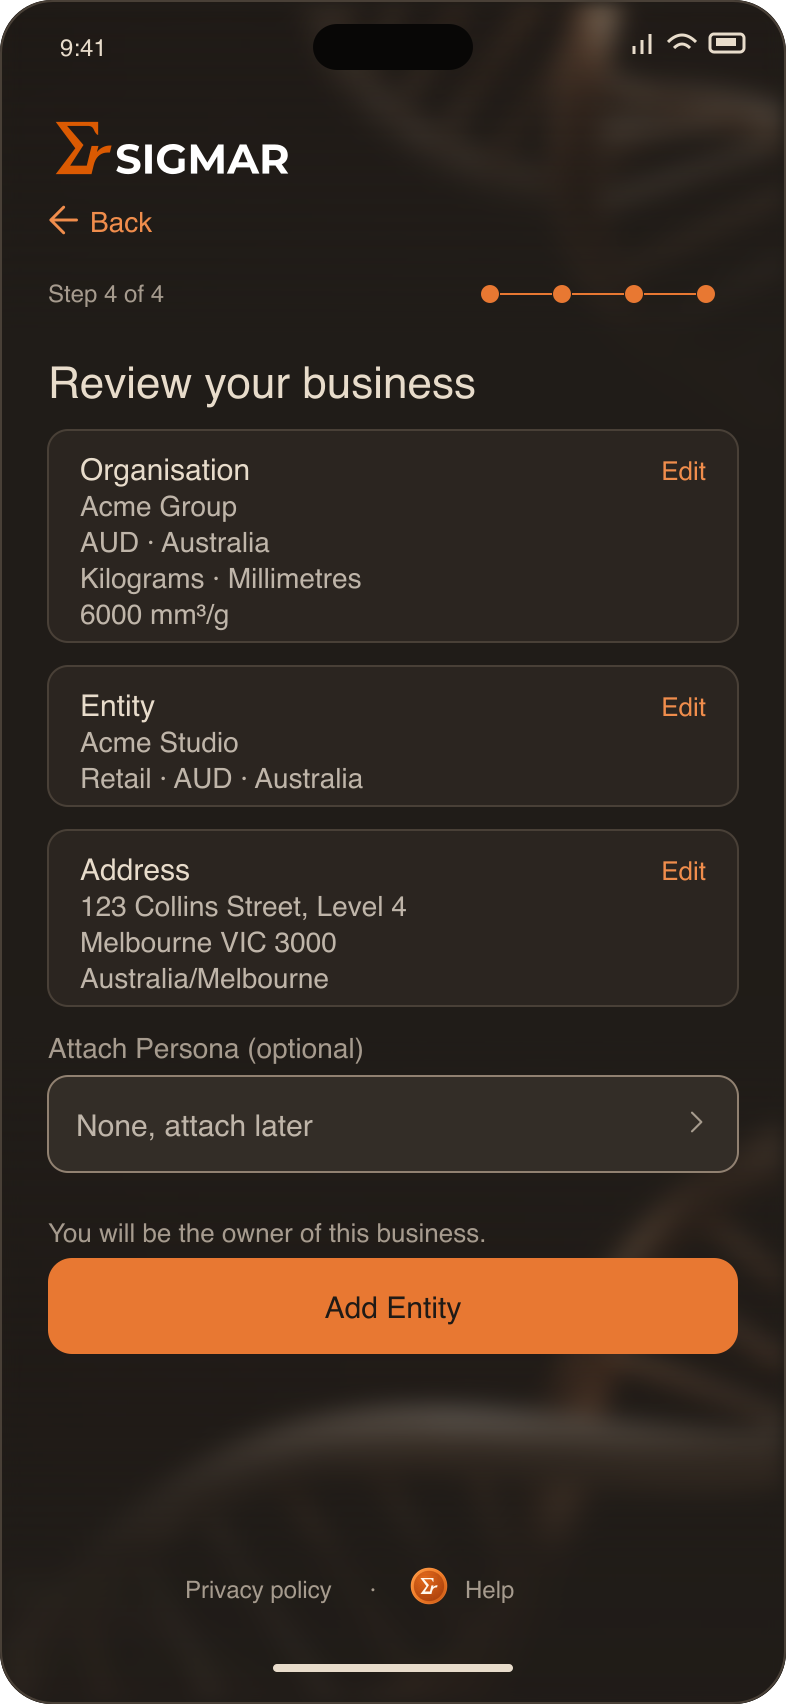 9:41
Σr SIGMAR
← Back
Step 4 of 4
Review your business
Organisation
Edit
Acme Group
AUD · Australia
Kilograms · Millimetres
6000 mm³/g
Entity
Edit
Acme Studio
Retail · AUD · Australia
Address
Edit
123 Collins Street, Level 4
Melbourne VIC 3000
Australia/Melbourne
Attach Persona (optional)
None, attach later
You will be the owner of this business.
Add Entity
Privacy policy · Σr Help